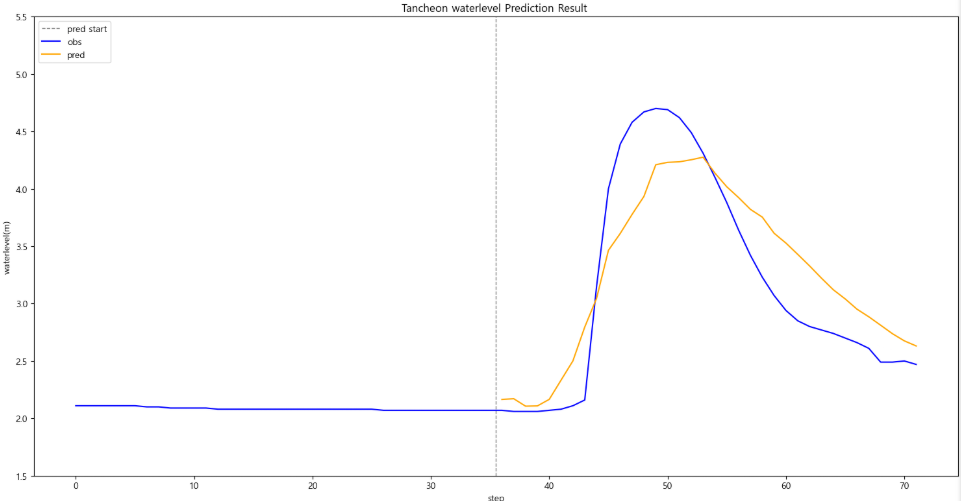 Tancheon waterlevel Prediction Result
pred start
obs
pred
waterlevel(m)
5.5
5.0
4.5
4.0
3.5
3.0
2.5
2.0
1.5
0 10 20 30 40 50 60 70
step